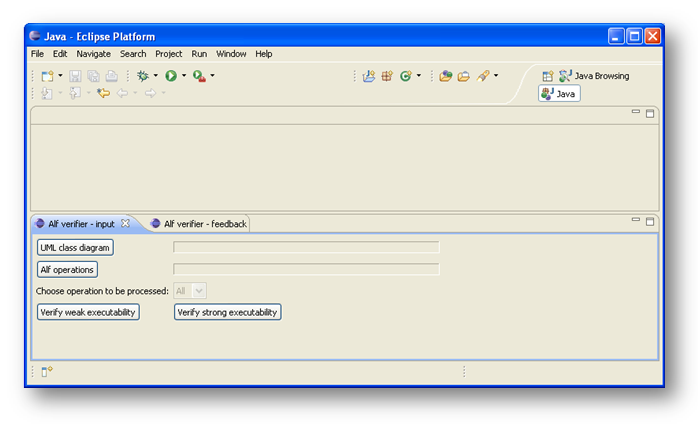 Java - Eclipse Platform
File Edit Navigate Search Project Run Window Help
Java Browsing
Java
Alf verifier - input Alf verifier - feedback
UML class diagram
Alf operations
Choose operation to be processed: All
Verify weak executability Verify strong executability